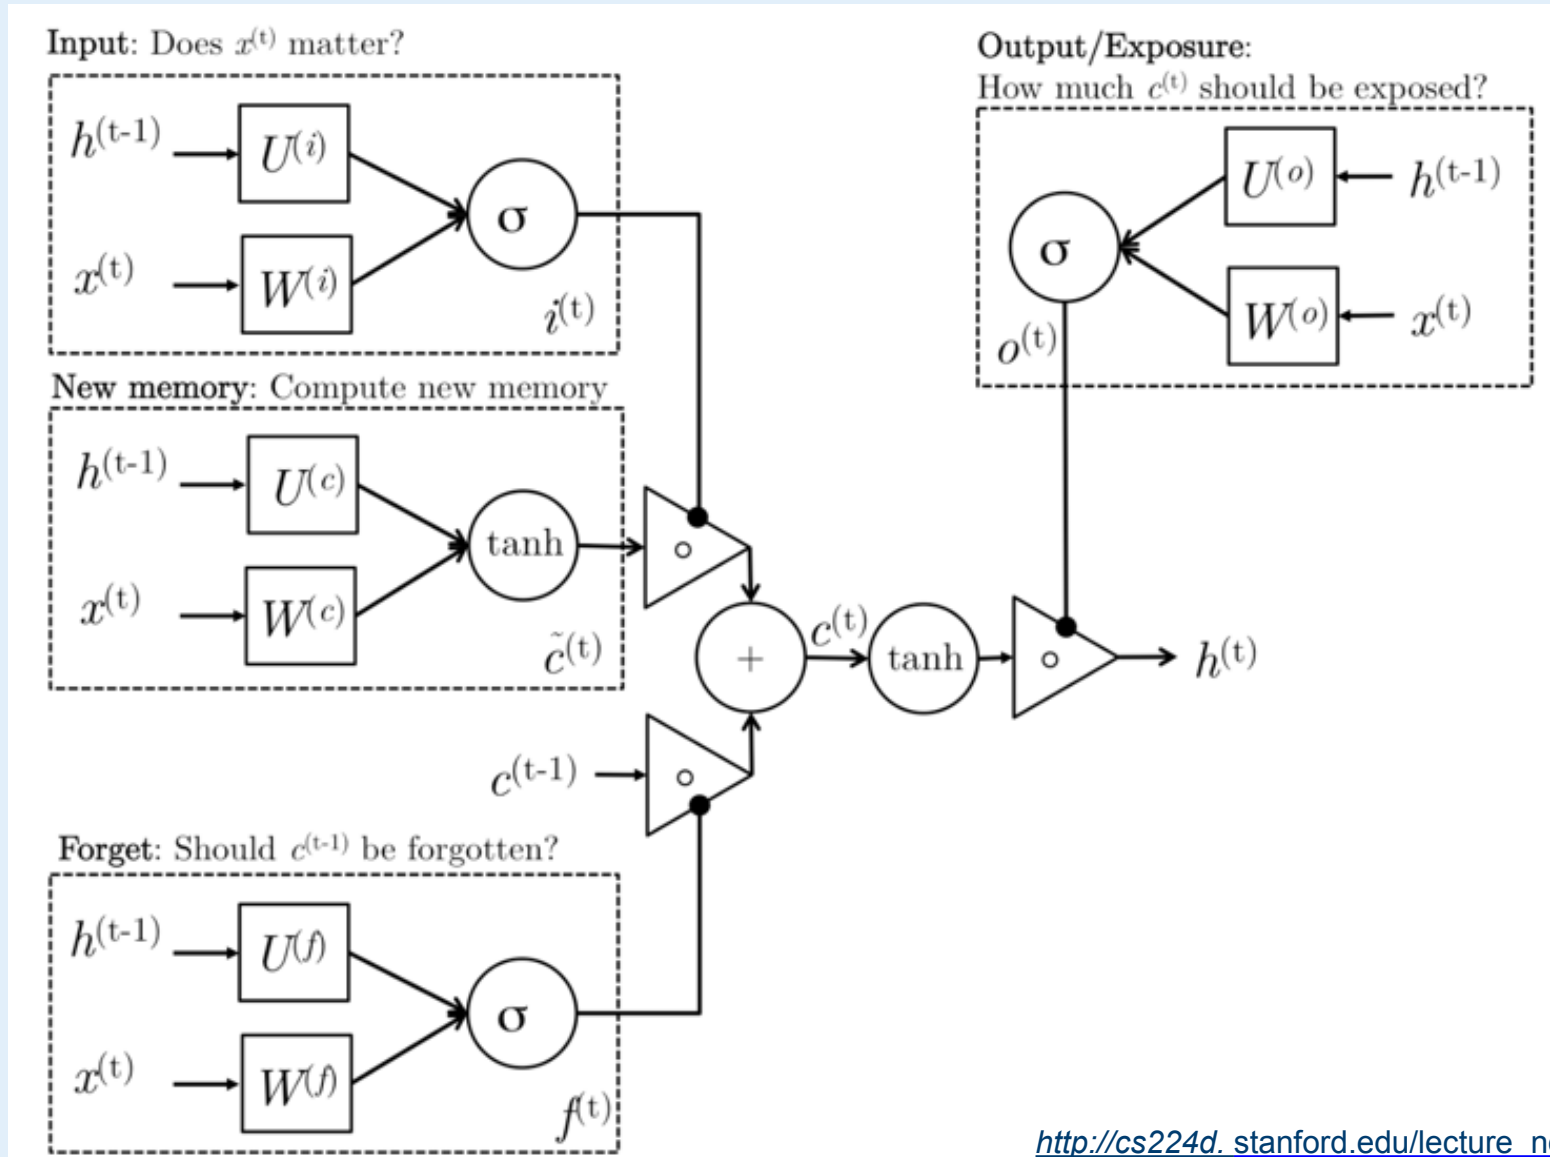 Input: Does x(t) matter?
h(t-1)
U(i)
σ
x(t)
W(i)
i(t)
New memory: Compute new memory
h(t-1)
U(c)
tanh
x(t)
W(c)
c̃(t)
Forget: Should c(t-1) be forgotten?
h(t-1)
U(f)
σ
x(t)
W(f)
f(t)
c(t-1)
+
c(t)
tanh
h(t)
Output/Exposure:
How much c(t) should be exposed?
U(o)
h(t-1)
σ
W(o)
x(t)
o(t)
http://cs224d. stanford.edu/lecture_